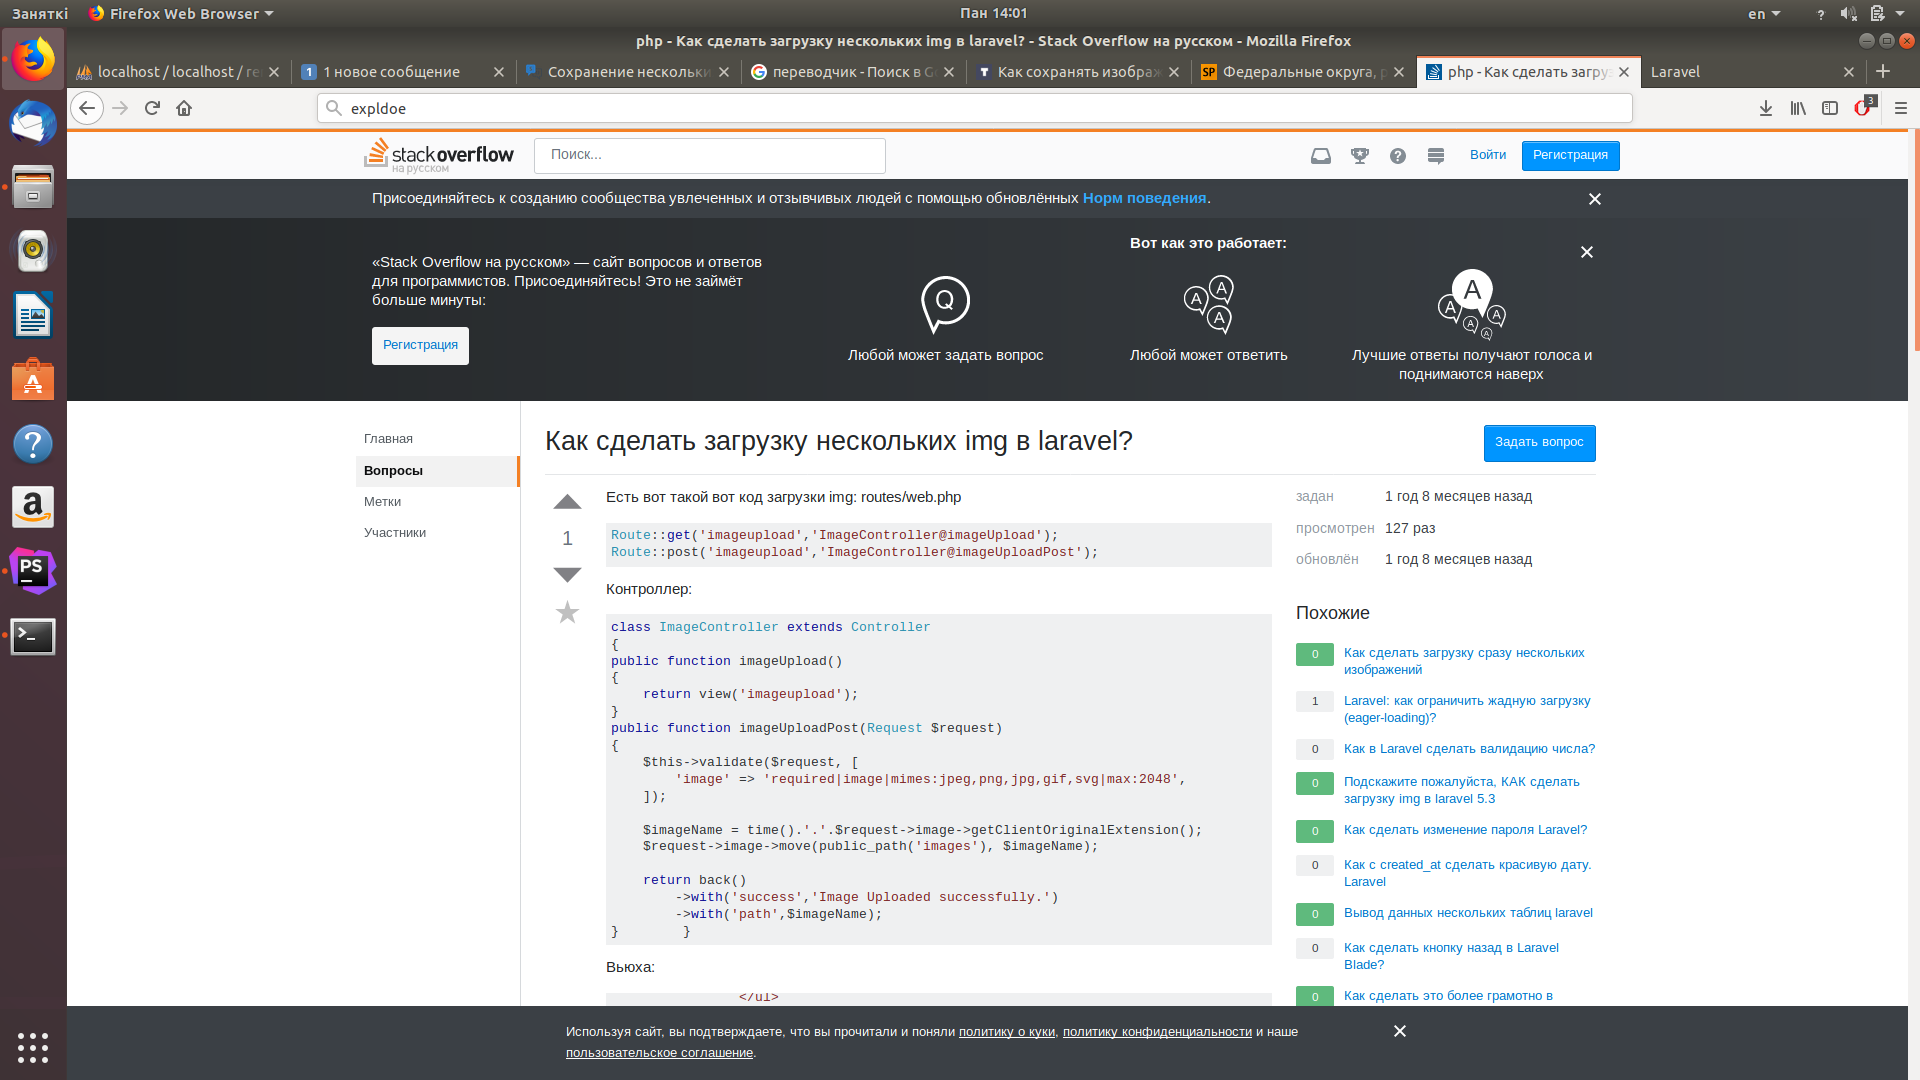 Заняткі
Firefox Web Browser
Пан 14:01
en
php - Как сделать загрузку нескольких img в laravel? - Stack Overflow на русском - Mozilla Firefox
localhost / localhost / re
1 новое сообщение
Сохранение нескольки
переводчик - Поиск в G
Как сохранять изображ
Федеральные округа, р
php - Как сделать загруз
Laravel
expldoe
3
stackoverflow
на русском
Поиск...
Войти
Регистрация
Присоединяйтесь к созданию сообщества увлеченных и отзывчивых людей с помощью обновлённых Норм поведения.
«Stack Overflow на русском» — сайт вопросов и ответов
для программистов. Присоединяйтесь! Это не займёт
больше минуты:
Регистрация
Вот как это работает:
Q
Любой может задать вопрос
A
A
A
Любой может ответить
A
A
A
A
A
Лучшие ответы получают голоса и
поднимаются наверх
Главная
Вопросы
Метки
Участники
Как сделать загрузку нескольких img в laravel?
Задать вопрос
1
Есть вот такой вот код загрузки img: routes/web.php
Route::get('imageupload','ImageController@imageUpload');
Route::post('imageupload','ImageController@imageUploadPost');
Контроллер:
class ImageController extends Controller
{
public function imageUpload()
{
    return view('imageupload');
}
public function imageUploadPost(Request $request)
{
    $this->validate($request, [
        'image' => 'required|image|mimes:jpeg,png,jpg,gif,svg|max:2048',
    ]);
    $imageName = time().'.'.$request->image->getClientOriginalExtension();
    $request->image->move(public_path('images'), $imageName);
    return back()
        ->with('success','Image Uploaded successfully.')
        ->with('path',$imageName);
}        }
Вьюха:
</ul>
задан 1 год 8 месяцев назад
просмотрен 127 раз
обновлён 1 год 8 месяцев назад
Похожие
0 Как сделать загрузку сразу нескольких
изображений
1 Laravel: как ограничить жадную загрузку
(eager-loading)?
0 Как в Laravel сделать валидацию числа?
0 Подскажите пожалуйста, КАК сделать
загрузку img в laravel 5.3
0 Как сделать изменение пароля Laravel?
0 Как с created_at сделать красивую дату.
Laravel
0 Вывод данных нескольких таблиц laravel
0 Как сделать кнопку назад в Laravel
Blade?
0 Как сделать это более грамотно в
Используя сайт, вы подтверждаете, что вы прочитали и поняли политику о куки, политику конфиденциальности и наше
пользовательское соглашение.